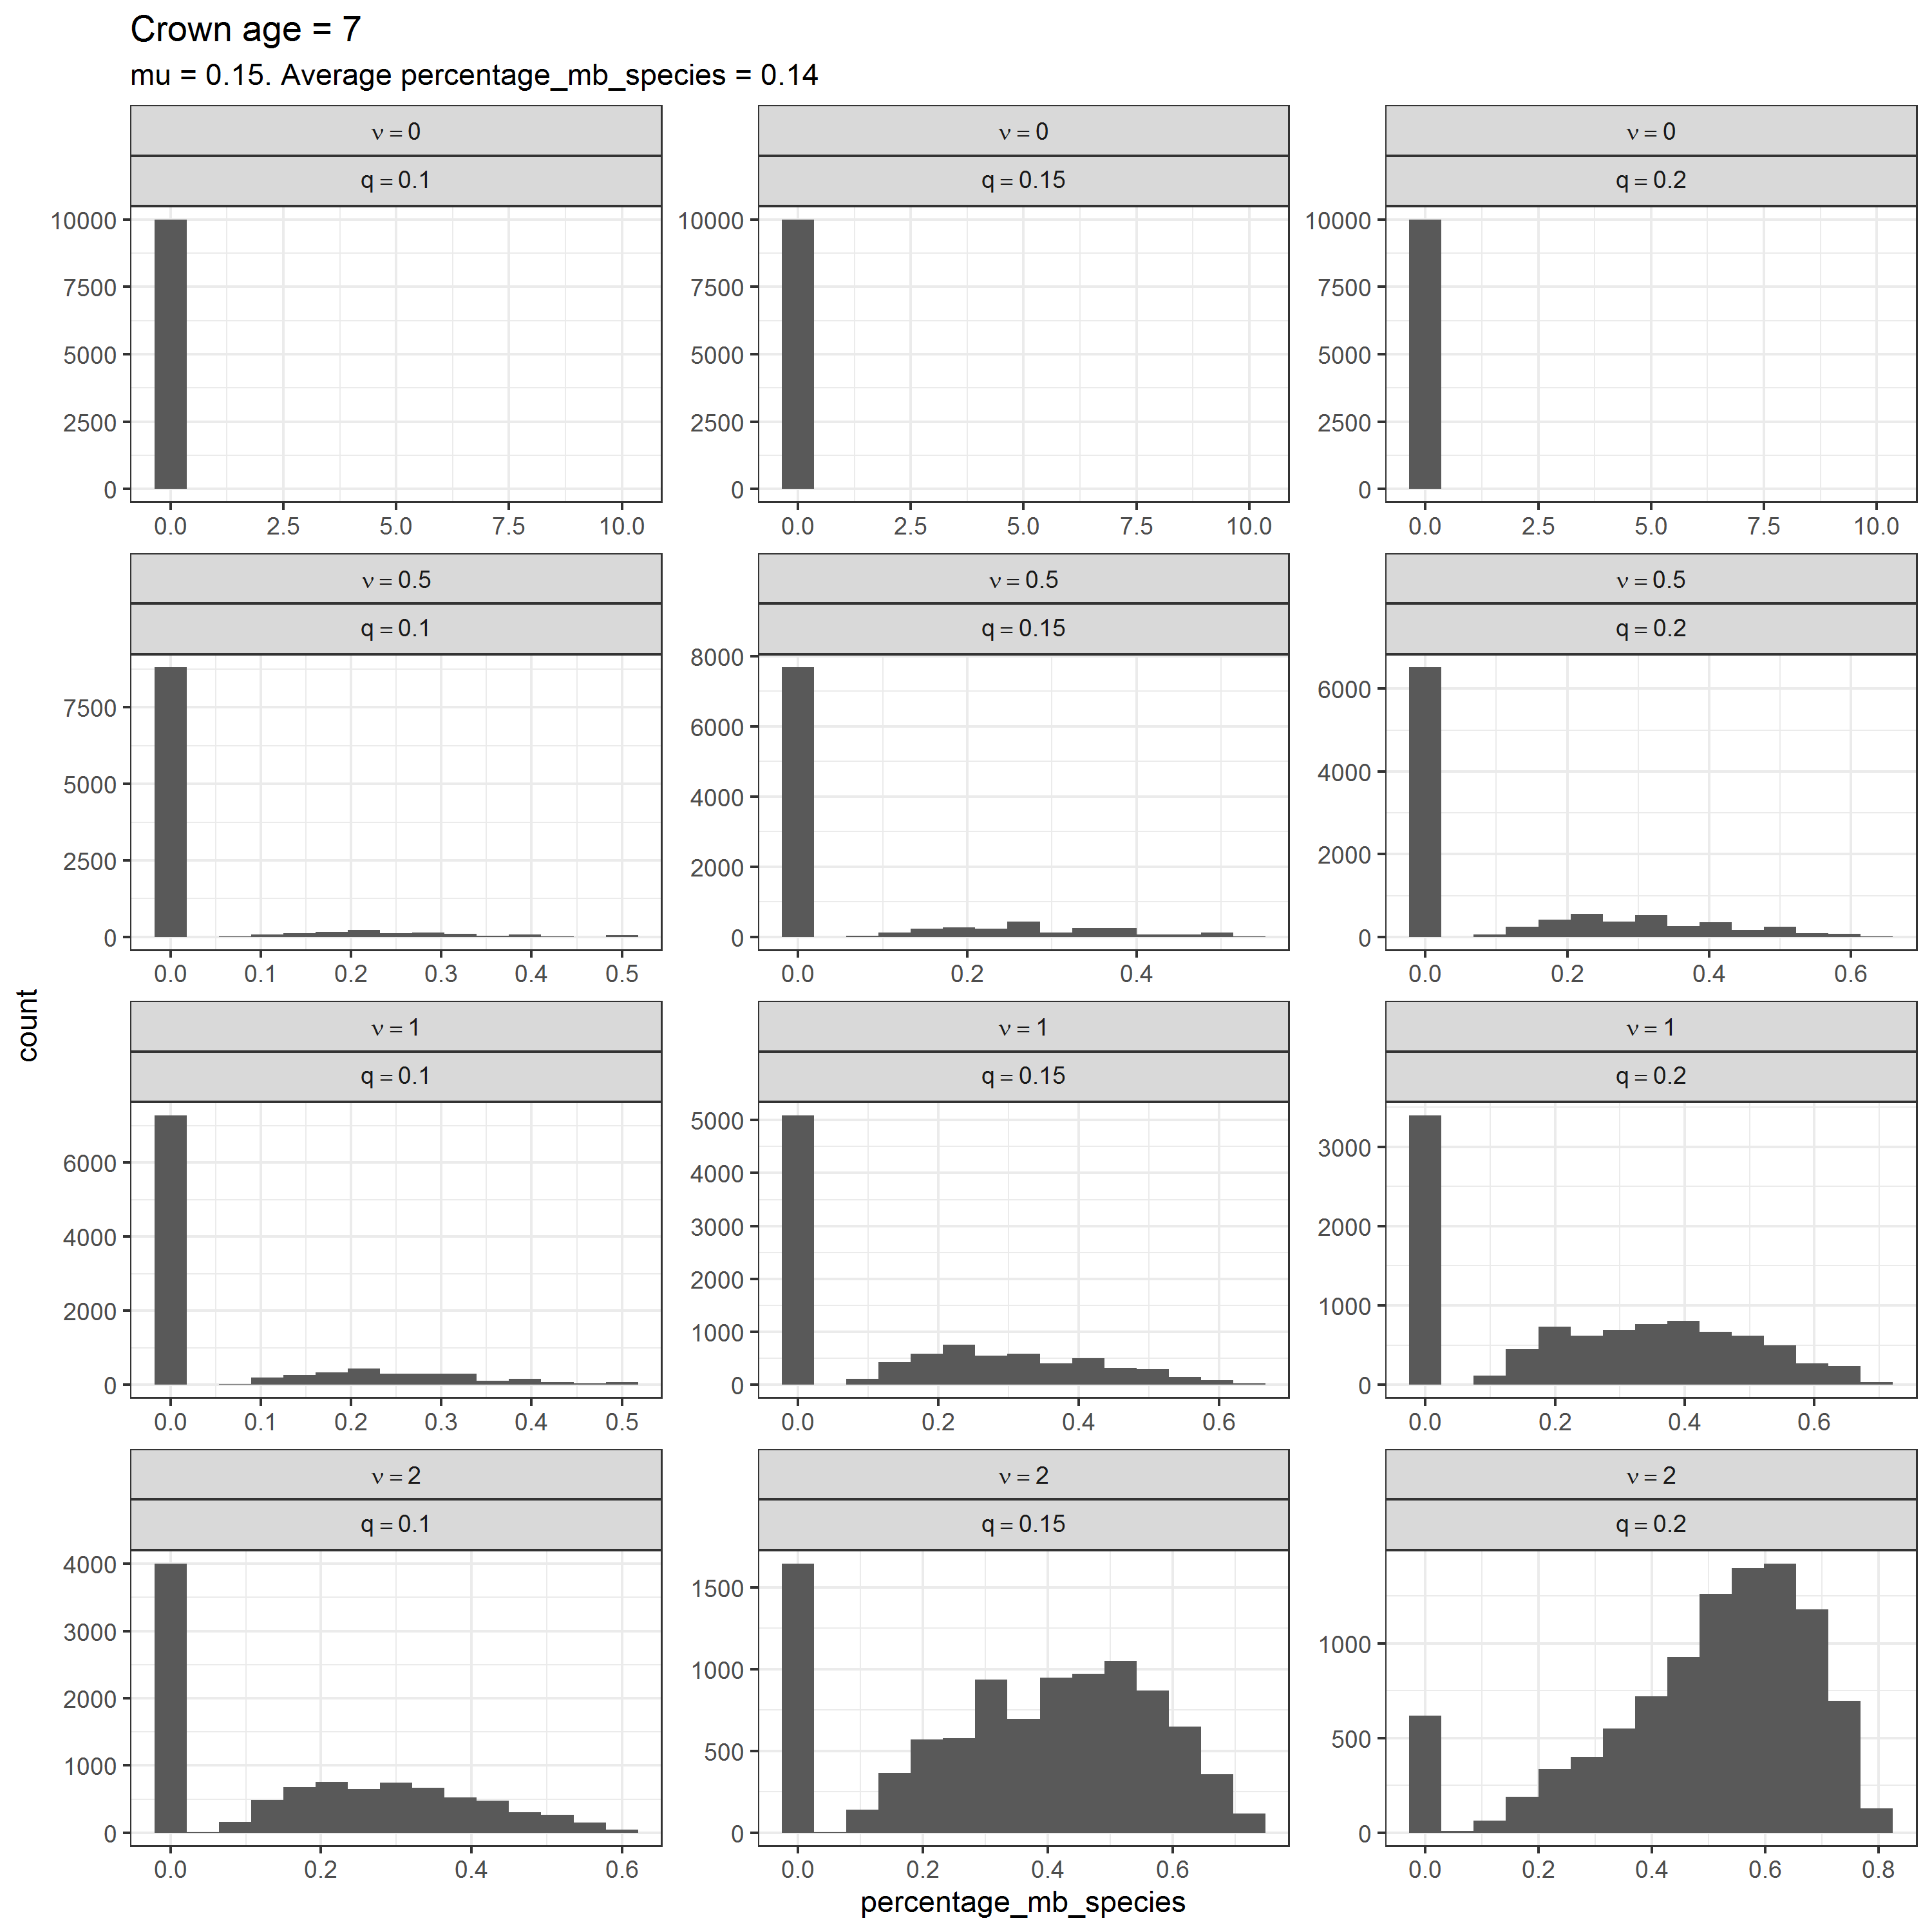 Crown age = 7
mu = 0.15. Average percentage_mb_species = 0.14
ν = 0
ν = 0
ν = 0
q = 0.1
q = 0.15
q = 0.2
10000
7500
5000
2500
0
10000
7500
5000
2500
0
10000
7500
5000
2500
0
0.0 2.5 5.0 7.5 10.0
0.0 2.5 5.0 7.5 10.0
0.0 2.5 5.0 7.5 10.0
ν = 0.5
ν = 0.5
ν = 0.5
q = 0.1
q = 0.15
q = 0.2
7500
5000
2500
0
8000
6000
4000
2000
0
6000
4000
2000
0
0.0 0.1 0.2 0.3 0.4 0.5
0.0 0.2 0.4
0.0 0.2 0.4 0.6
count
ν = 1
ν = 1
ν = 1
q = 0.1
q = 0.15
q = 0.2
6000
4000
2000
0
5000
4000
3000
2000
1000
0
3000
2000
1000
0
0.0 0.1 0.2 0.3 0.4 0.5
0.0 0.2 0.4 0.6
0.0 0.2 0.4 0.6
ν = 2
ν = 2
ν = 2
q = 0.1
q = 0.15
q = 0.2
4000
3000
2000
1000
0
1500
1000
500
0
1000
500
0
0.0 0.2 0.4 0.6
0.0 0.2 0.4 0.6
0.0 0.2 0.4 0.6 0.8
percentage_mb_species